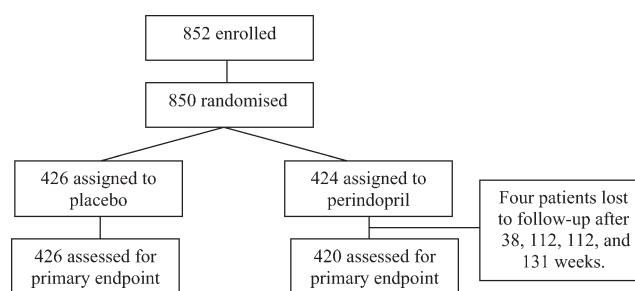 852 enrolled
850 randomised
426 assigned to
placebo
424 assigned to
perindopril
Four patients lost
to follow-up after
38, 112, 112, and
131 weeks.
426 assessed for
primary endpoint
420 assessed for
primary endpoint